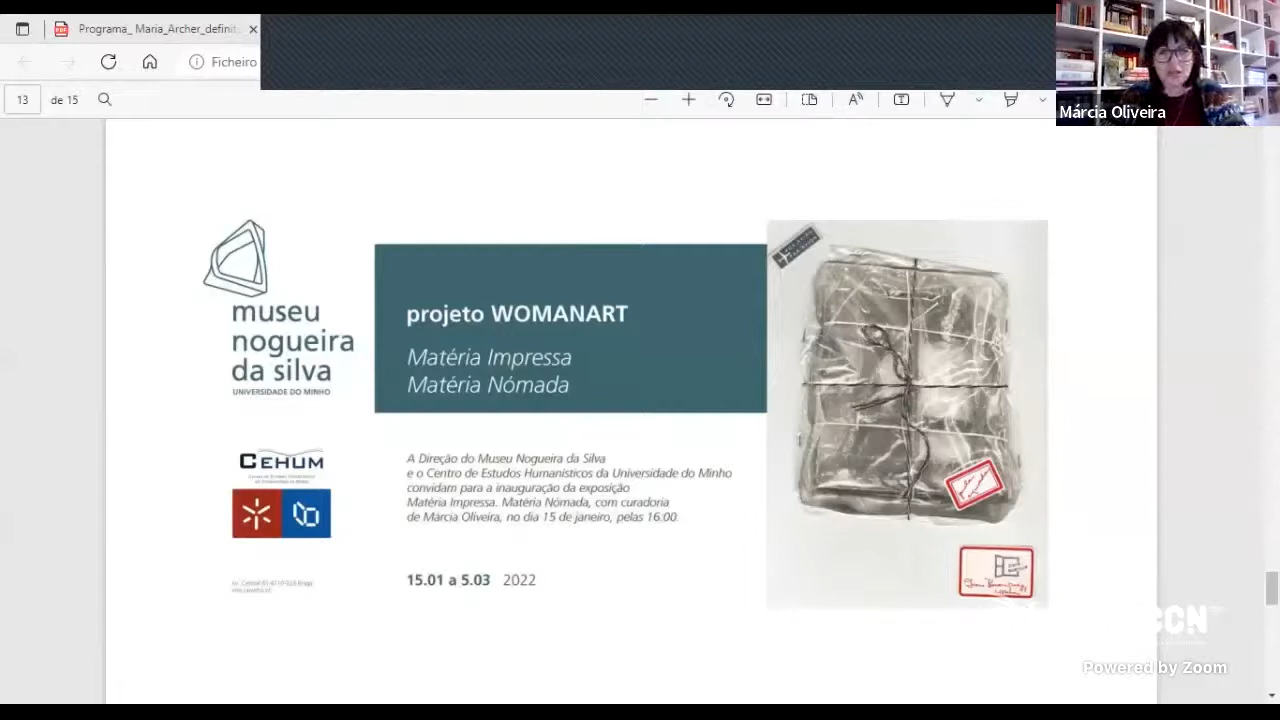 Programa_ Maria_Archer_definit
Ficheiro
13 de 15
Márcia Oliveira
museu
nogueira
da silva
UNIVERSIDADE DO MINHO
projeto WOMANART
Matéria Impressa
Matéria Nómada
CEHUM
A Direção do Museu Nogueira da Silva
e o Centro de Estudos Humanísticos da Universidade do Minho
convidam para a inauguração da exposição
Matéria Impressa. Matéria Nómada, com curadoria
de Márcia Oliveira, no dia 15 de janeiro, pelas 16:00.
15.01 a 5.03 2022
Powered by Zoom